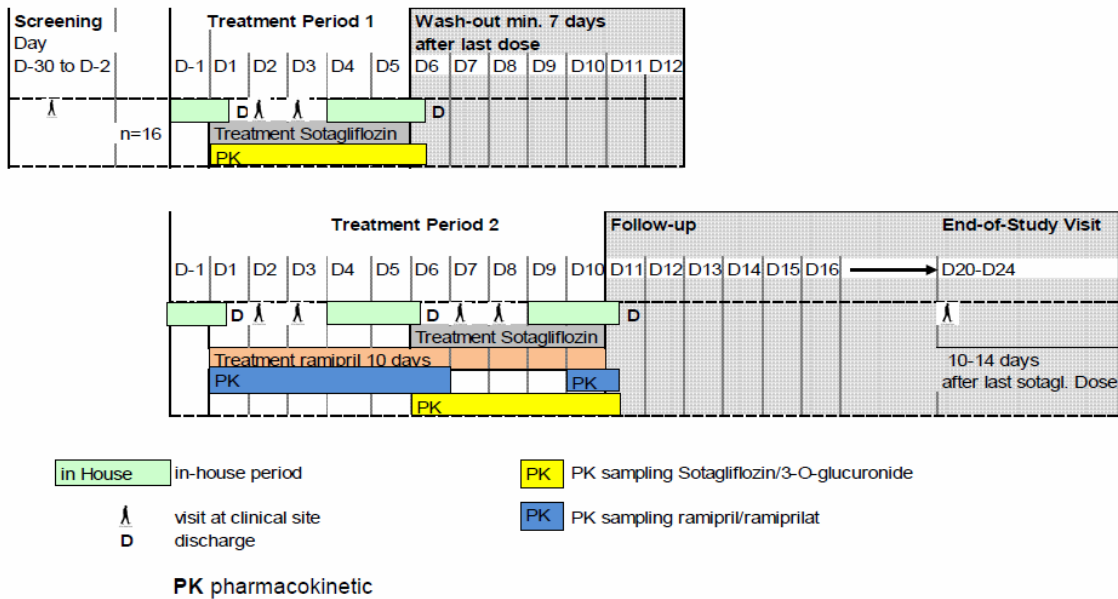 Screening Treatment Period 1 Wash-out min. 7 days
Day after last dose
D-30 to D-2 D-1 D1 D2 D3 D4 D5 D6 D7 D8 D9 D10 D11 D12
D D
n=16 Treatment Sotagliflozin
PK
Treatment Period 2 Follow-up End-of-Study Visit
D-1 D1 D2 D3 D4 D5 D6 D7 D8 D9 D10 D11 D12 D13 D14 D15 D16 D20-D24
D D D
Treatment Sotagliflozin
Treatment ramipril 10 days 10-14 days
PK PK after last sotagl. Dose
PK
in House in-house period PK PK sampling Sotagliflozin/3-O-glucuronide
visit at clinical site PK PK sampling ramipril/ramiprilat
D discharge
PK pharmacokinetic